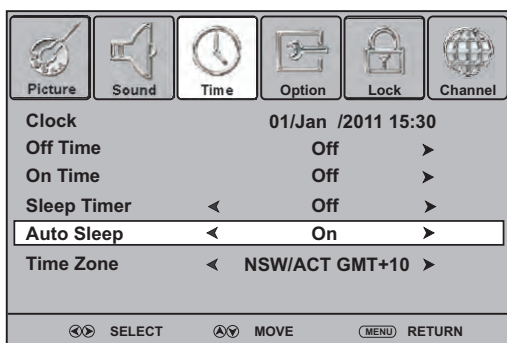 Picture Sound Time Option Lock Channel
Clock 01/Jan /2011 15:30
Off Time Off
On Time Off
Sleep Timer Off
Auto Sleep On
Time Zone NSW/ACT GMT+10
SELECT MOVE MENU RETURN